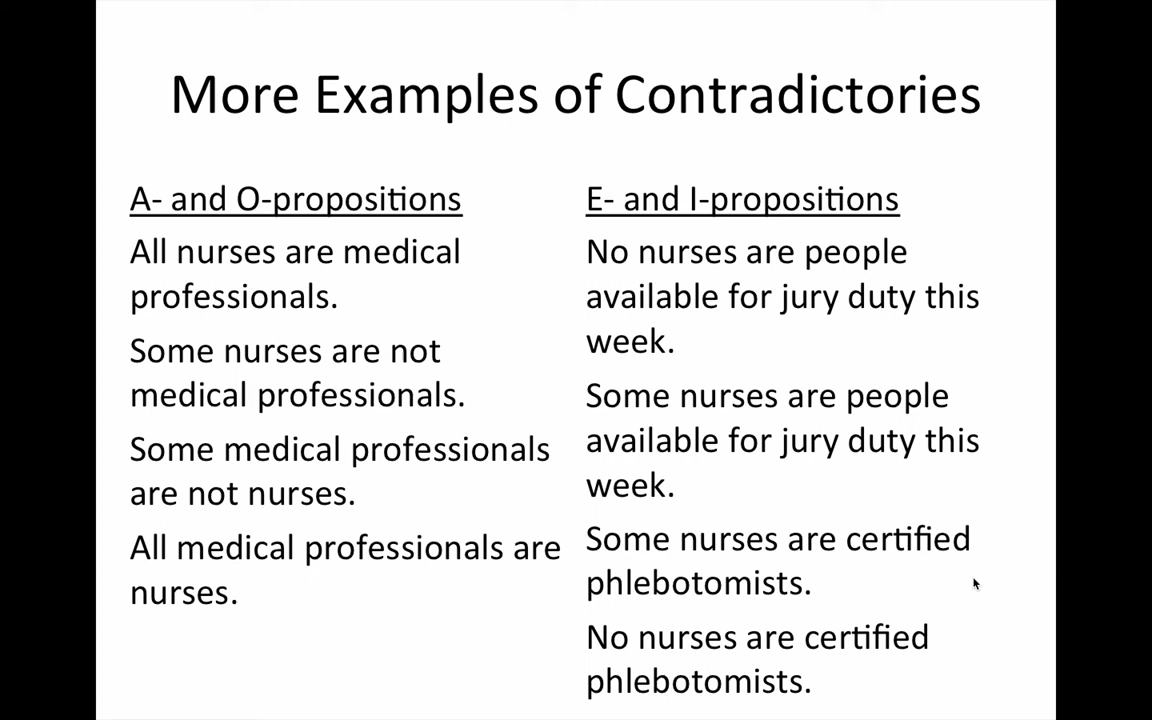 More Examples of Contradictories
A- and O-propositions
All nurses are medical
professionals.
Some nurses are not
medical professionals.
Some medical professionals
are not nurses.
All medical professionals are
nurses.
E- and I-propositions
No nurses are people
available for jury duty this
week.
Some nurses are people
available for jury duty this
week.
Some nurses are certified
phlebotomists.
No nurses are certified
phlebotomists.